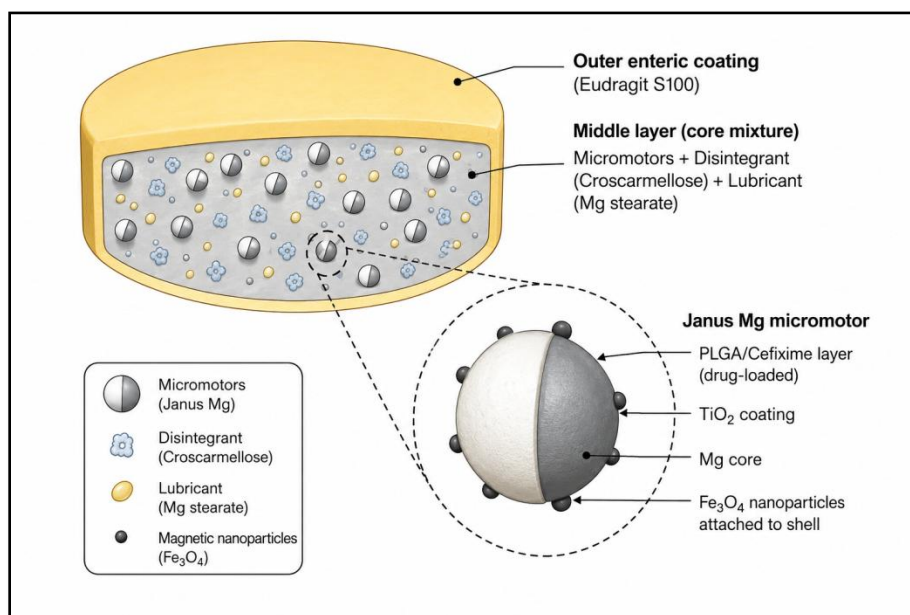 Outer enteric coating
(Eudragit S100)
Middle layer (core mixture)
Micromotors + Disintegrant
(Croscarmellose) + Lubricant
(Mg stearate)
Janus Mg micromotor
PLGA/Cefixime layer
(drug-loaded)
TiO₂ coating
Mg core
Fe₃O₄ nanoparticles
attached to shell
Micromotors
(Janus Mg)
Disintegrant
(Croscarmellose)
Lubricant
(Mg stearate)
Magnetic nanoparticles
(Fe₃O₄)